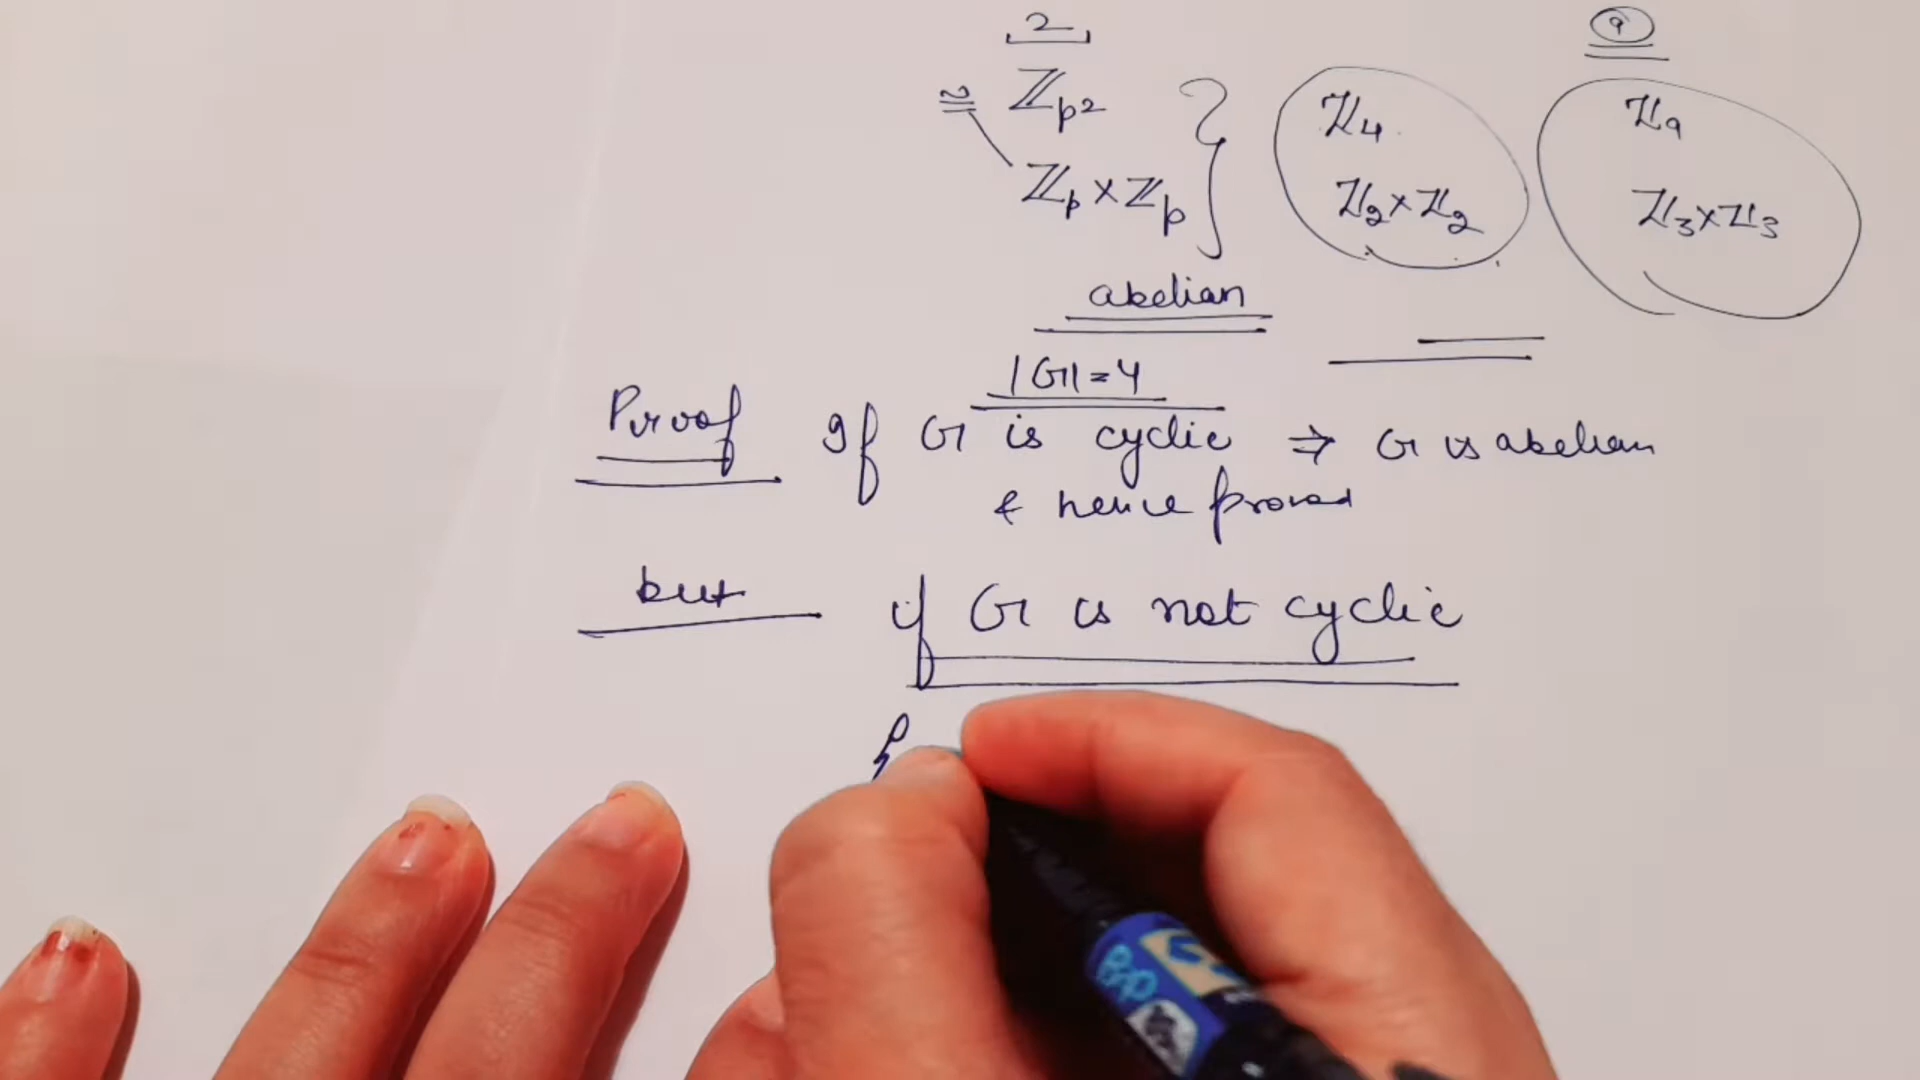 2
9
≅ ℤp²
ℤ4
ℤ9
ℤp × ℤp
ℤ2 × ℤ2
ℤ3 × ℤ3
abelian
|G| = 4
Proof If G is cyclic ⇒ G is abelian
& hence proved
but if G is not cyclic